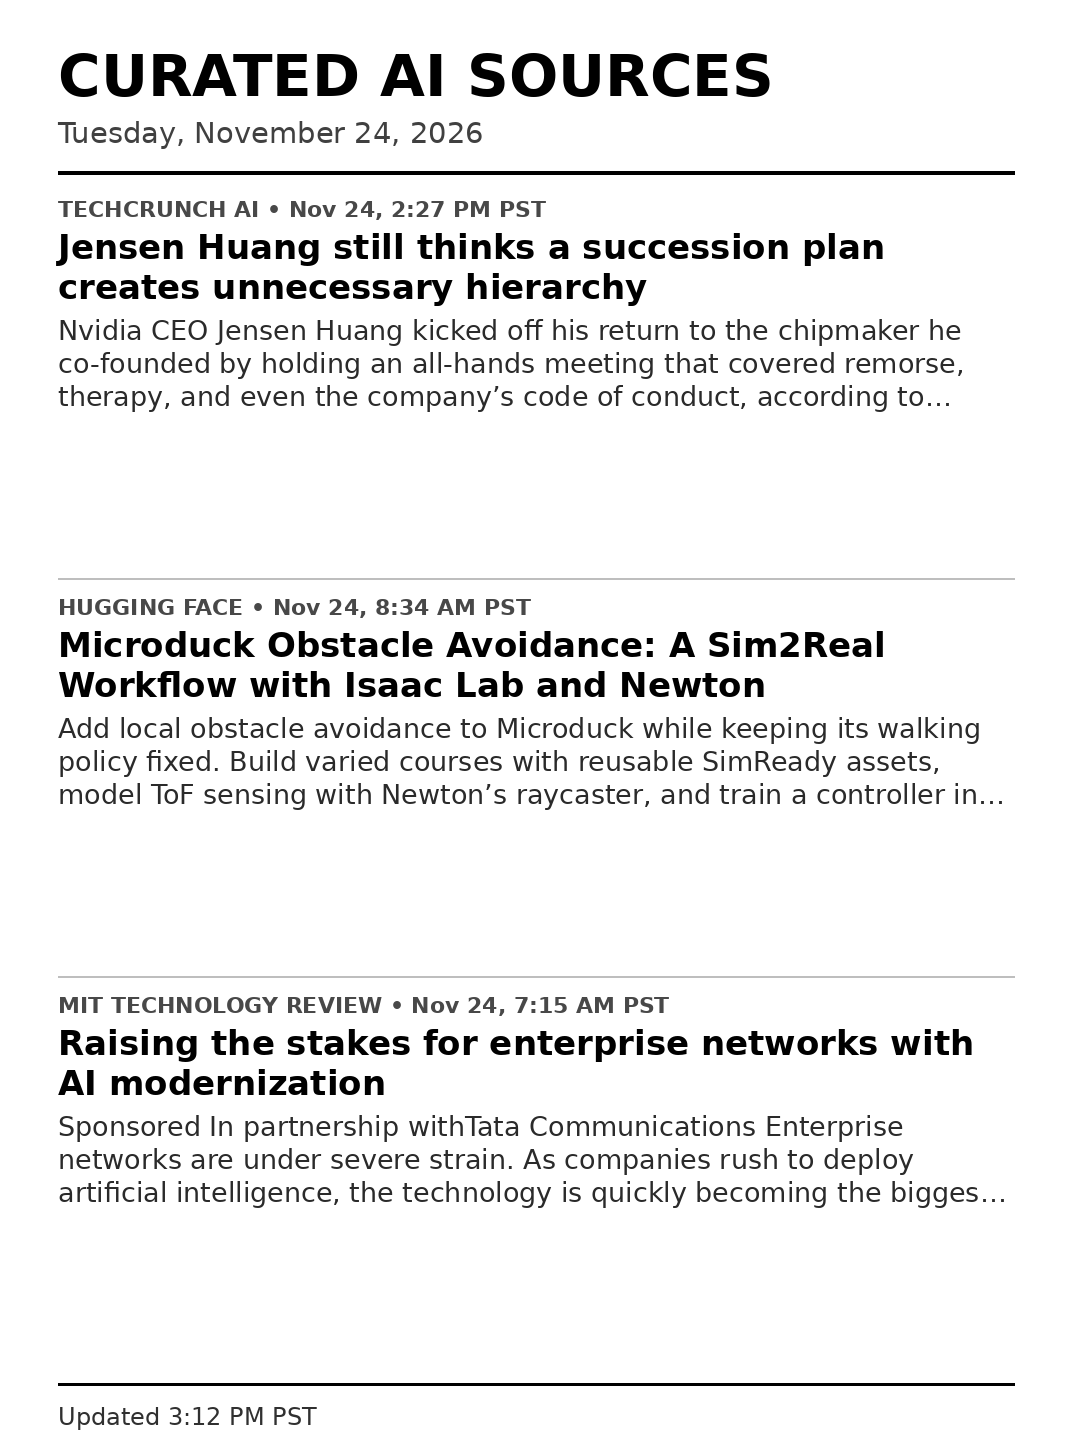 CURATED AI SOURCES
Tuesday, November 24, 2026
TECHCRUNCH AI • Nov 24, 2:27 PM PST
Jensen Huang still thinks a succession plan
creates unnecessary hierarchy
Nvidia CEO Jensen Huang kicked off his return to the chipmaker he
co-founded by holding an all-hands meeting that covered remorse,
therapy, and even the company’s code of conduct, according to…
HUGGING FACE • Nov 24, 8:34 AM PST
Microduck Obstacle Avoidance: A Sim2Real
Workflow with Isaac Lab and Newton
Add local obstacle avoidance to Microduck while keeping its walking
policy fixed. Build varied courses with reusable SimReady assets,
model ToF sensing with Newton’s raycaster, and train a controller in…
MIT TECHNOLOGY REVIEW • Nov 24, 7:15 AM PST
Raising the stakes for enterprise networks with
AI modernization
Sponsored In partnership withTata Communications Enterprise
networks are under severe strain. As companies rush to deploy
artificial intelligence, the technology is quickly becoming the bigges…
Updated 3:12 PM PST